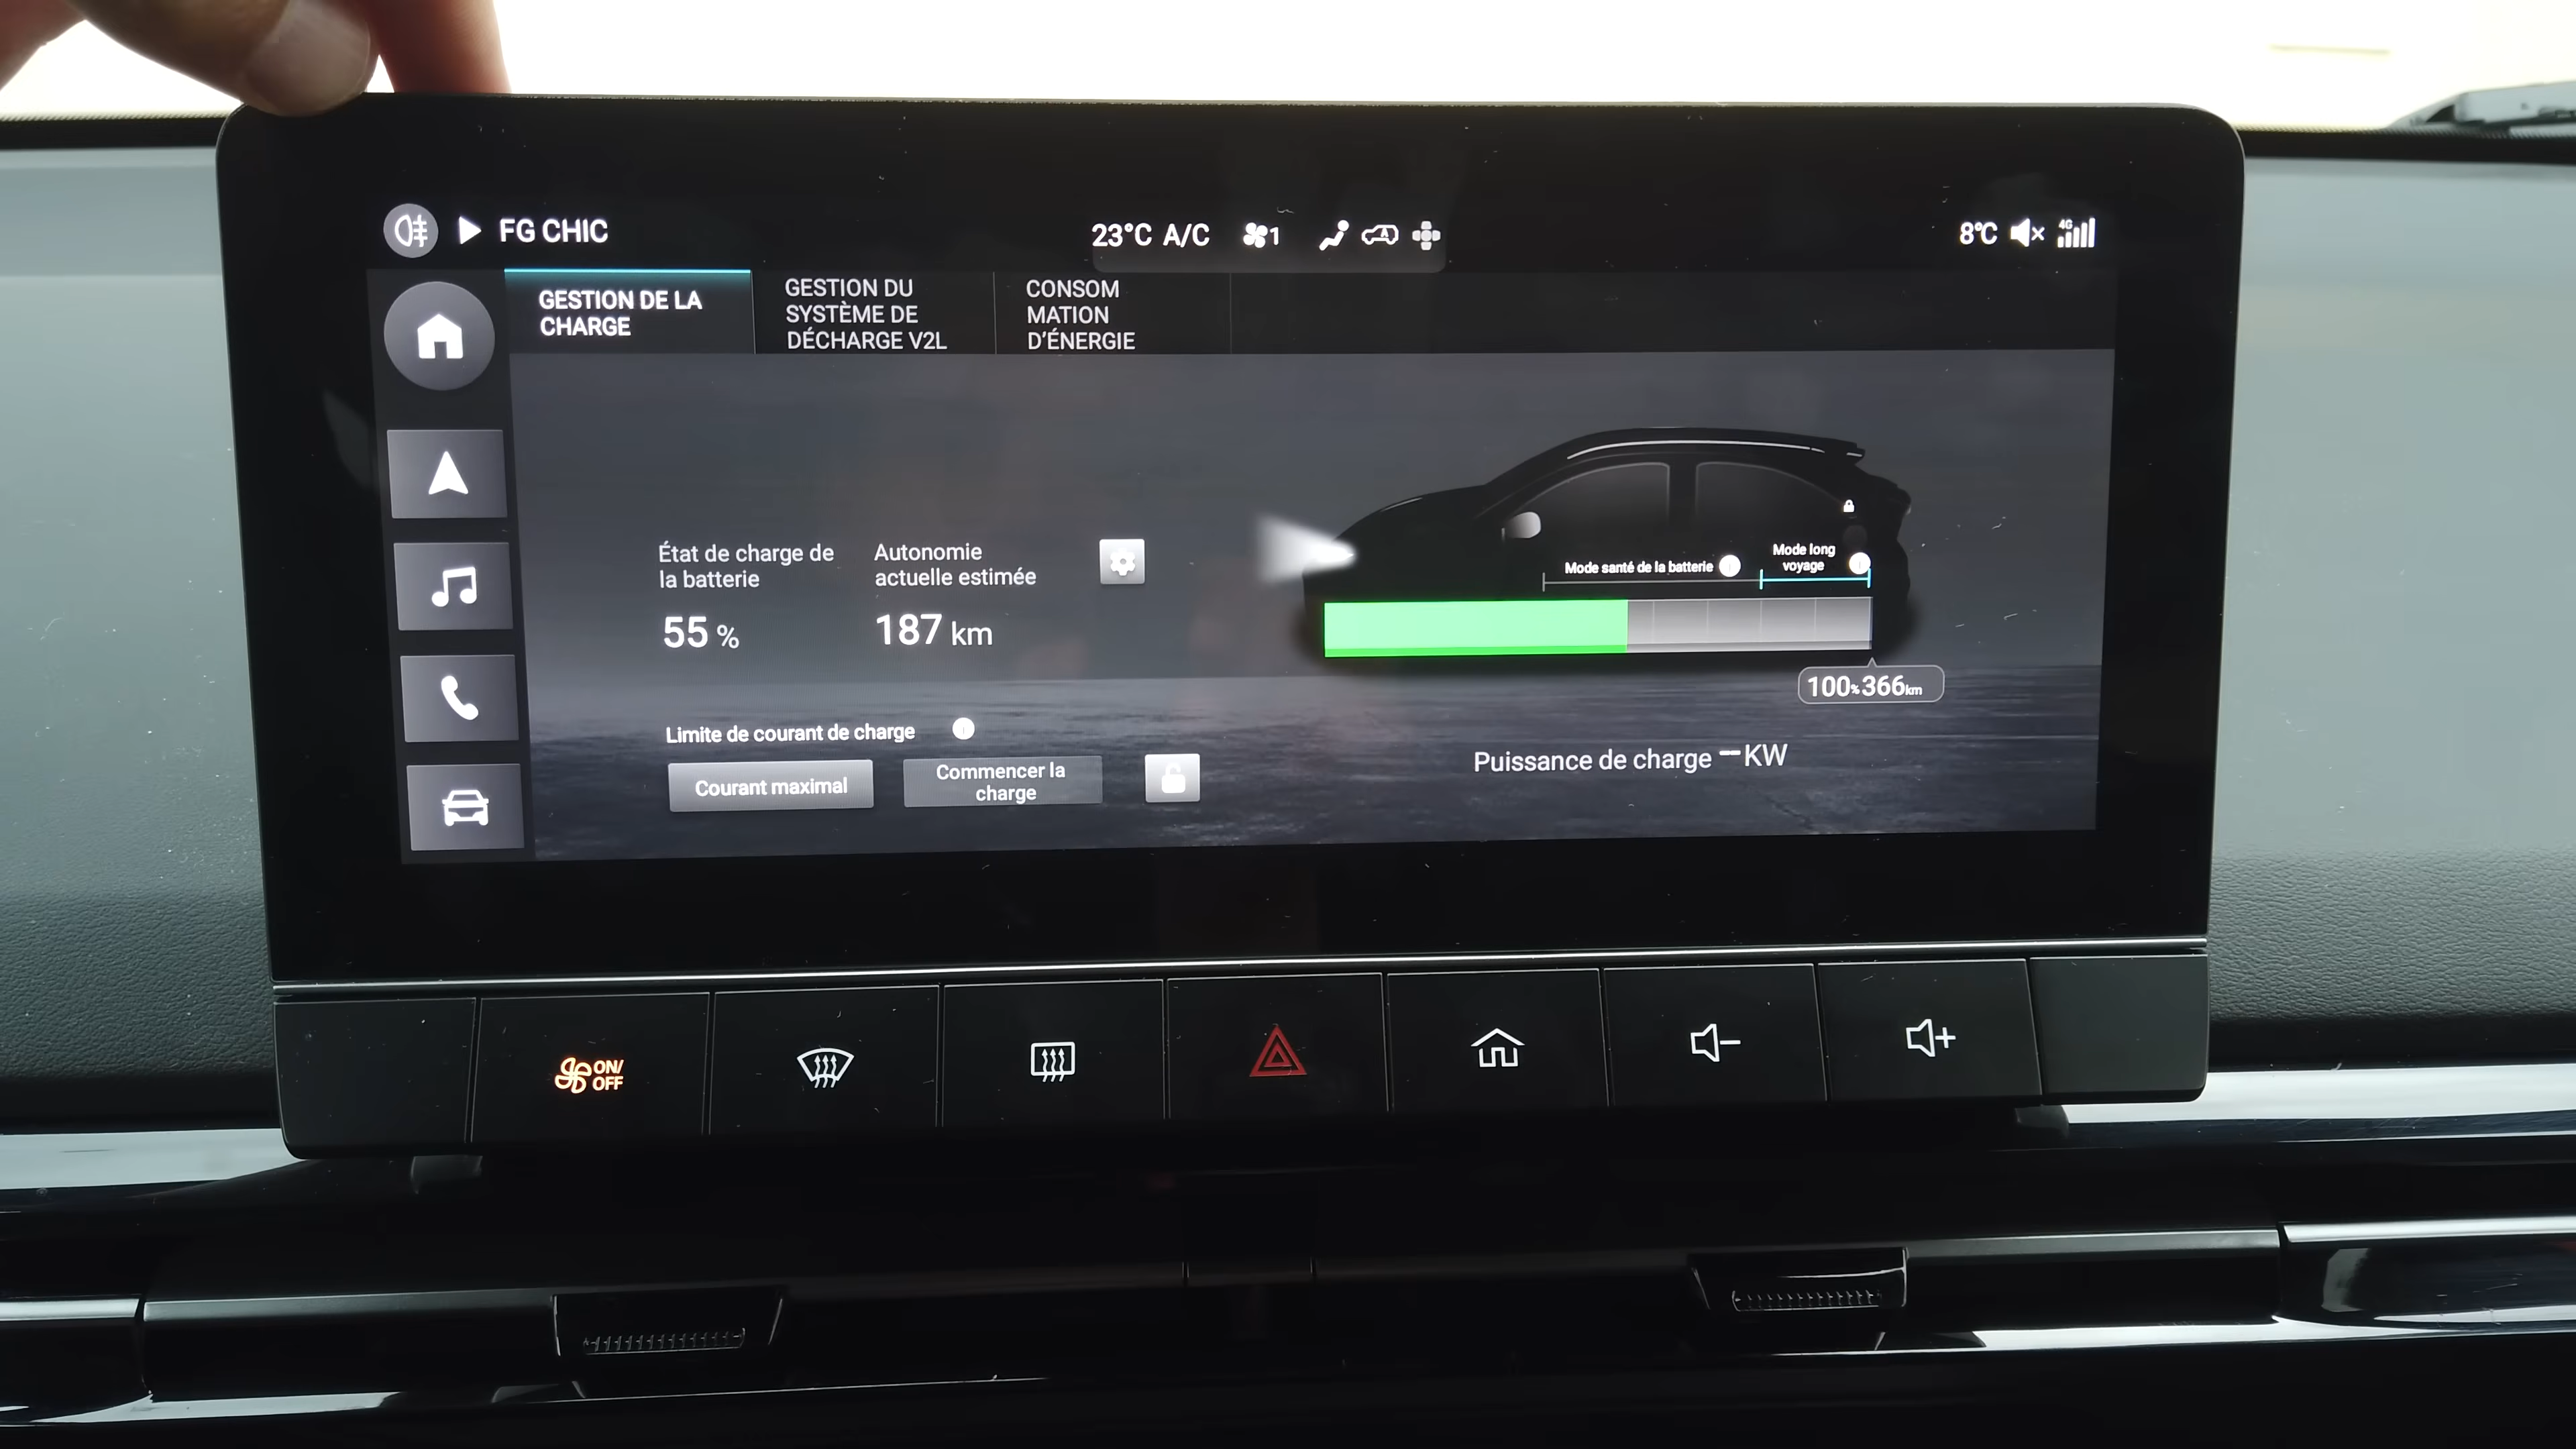 FG CHIC
23°C A/C
1
8°C
4G
GESTION DE LA
CHARGE
GESTION DU
SYSTÈME DE
DÉCHARGE V2L
CONSOM
MATION
D'ÉNERGIE
État de charge de
la batterie
55 %
Autonomie
actuelle estimée
187 km
Mode santé de la batterie
Mode long
voyage
100%366km
Limite de courant de charge
Courant maximal
Commencer la
charge
Puissance de charge --KW
ON/
OFF